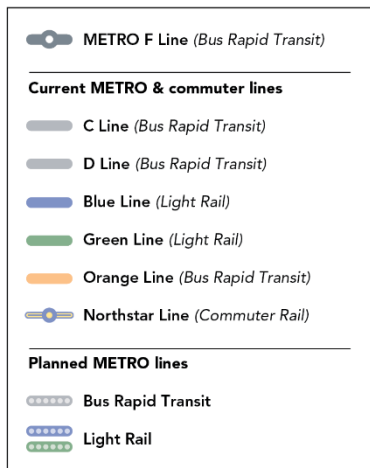 METRO F Line (Bus Rapid Transit)
Current METRO & commuter lines
C Line (Bus Rapid Transit)
D Line (Bus Rapid Transit)
Blue Line (Light Rail)
Green Line (Light Rail)
Orange Line (Bus Rapid Transit)
Northstar Line (Commuter Rail)
Planned METRO lines
Bus Rapid Transit
Light Rail